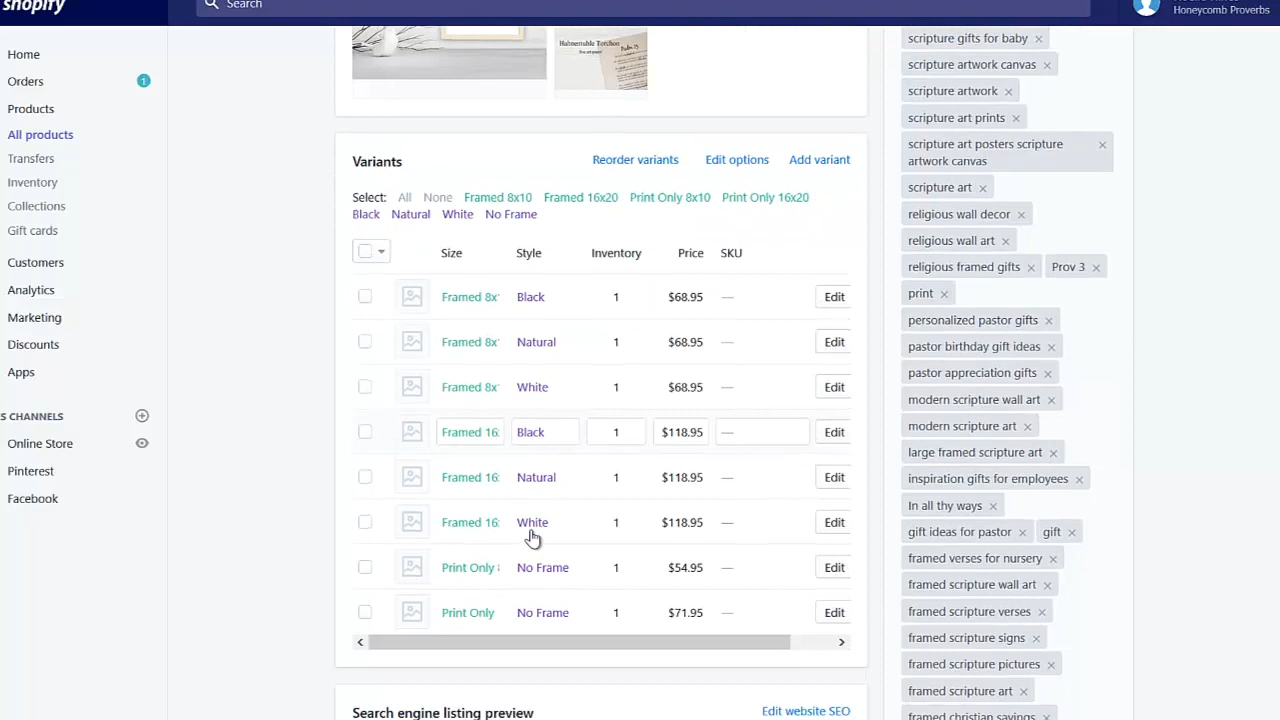 shopify
Search
Honeycomb Proverbs
Home
Orders 1
Products
All products
Transfers
Inventory
Collections
Gift cards
Customers
Analytics
Marketing
Discounts
Apps
S CHANNELS
Online Store
Pinterest
Facebook
Hahnemuhle Torchon
Psalm 23
Variants
Reorder variants Edit options Add variant
Select: All None Framed 8x10 Framed 16x20 Print Only 8x10 Print Only 16x20
Black Natural White No Frame
Size Style Inventory Price SKU
Framed 8x Black 1 $68.95 — Edit
Framed 8x Natural 1 $68.95 — Edit
Framed 8x White 1 $68.95 — Edit
Framed 16 Black 1 $118.95 — Edit
Framed 16 Natural 1 $118.95 — Edit
Framed 16 White 1 $118.95 — Edit
Print Only No Frame 1 $54.95 — Edit
Print Only No Frame 1 $71.95 — Edit
Search engine listing preview
Edit website SEO
scripture gifts for baby
scripture artwork canvas
scripture artwork
scripture art prints
scripture art posters scripture
artwork canvas
scripture art
religious wall decor
religious wall art
religious framed gifts Prov 3
print
personalized pastor gifts
pastor birthday gift ideas
pastor appreciation gifts
modern scripture wall art
modern scripture art
large framed scripture art
inspiration gifts for employees
In all thy ways
gift ideas for pastor gift
framed verses for nursery
framed scripture wall art
framed scripture verses
framed scripture signs
framed scripture pictures
framed scripture art
framed christian sayings